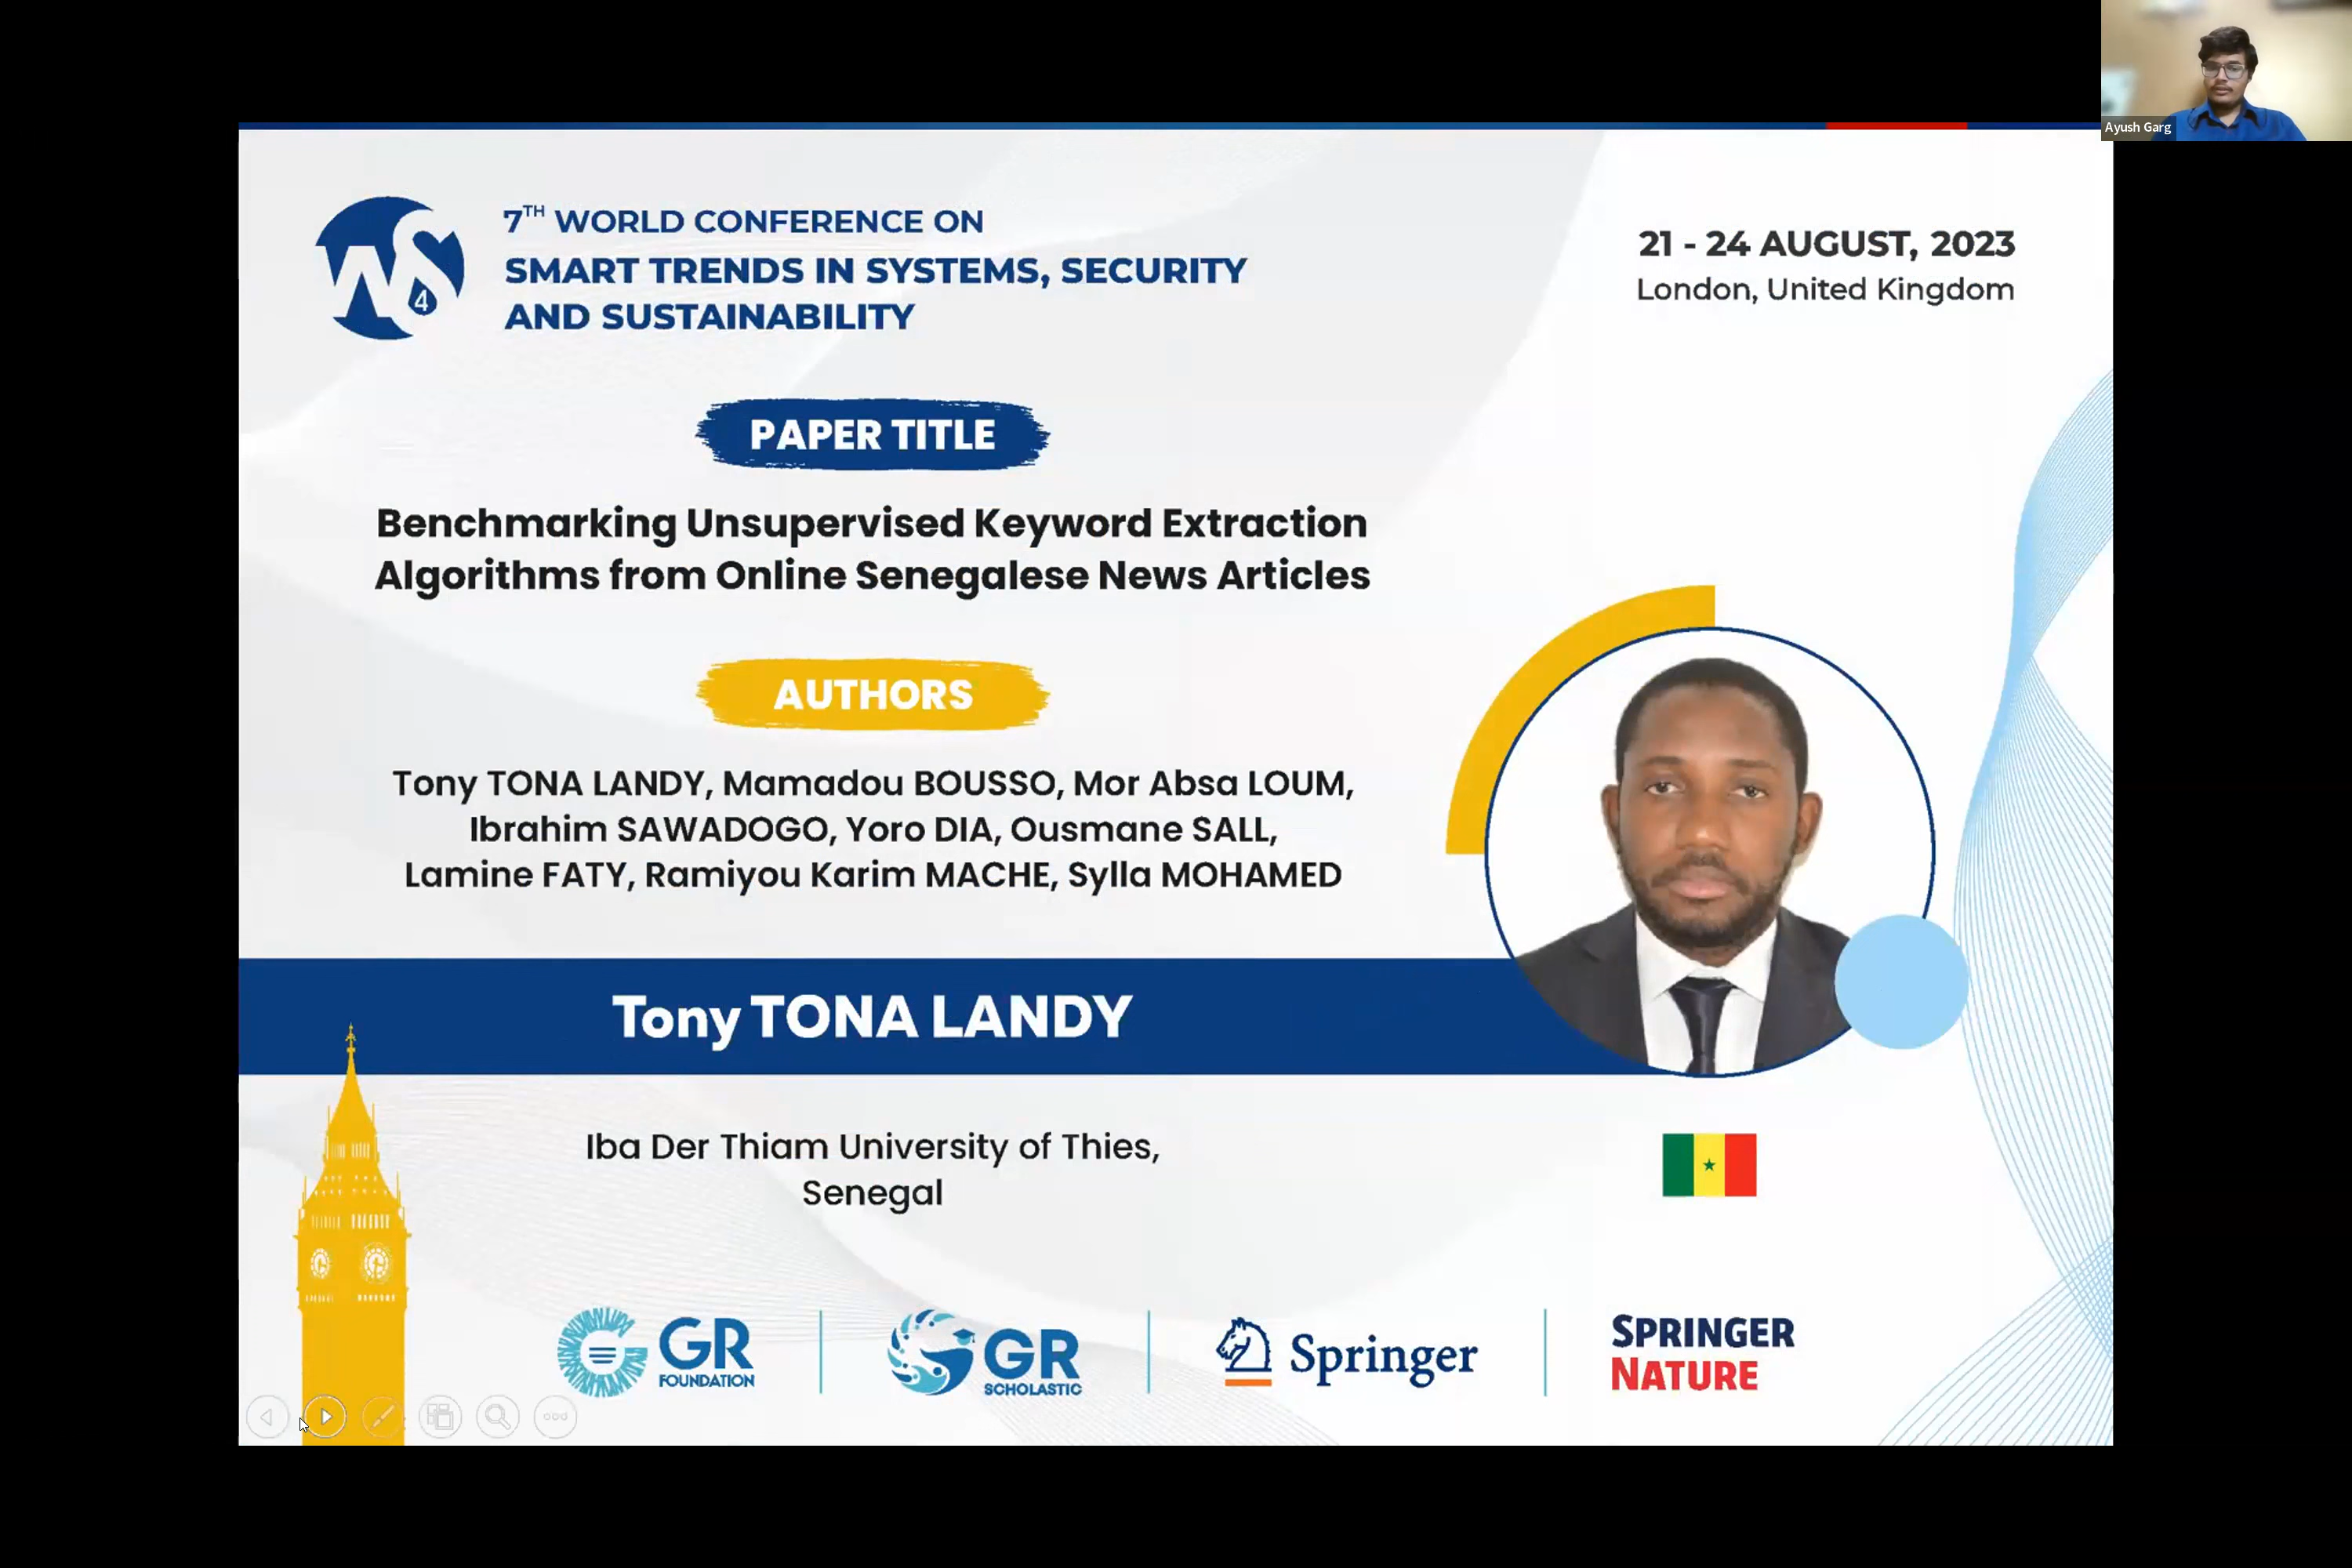 Ayush Garg
7TH WORLD CONFERENCE ON
SMART TRENDS IN SYSTEMS, SECURITY
AND SUSTAINABILITY
21 - 24 AUGUST, 2023
London, United Kingdom
WS
4
PAPER TITLE
Benchmarking Unsupervised Keyword Extraction
Algorithms from Online Senegalese News Articles
AUTHORS
Tony TONA LANDY, Mamadou BOUSSO, Mor Absa LOUM,
Ibrahim SAWADOGO, Yoro DIA, Ousmane SALL,
Lamine FATY, Ramiyou Karim MACHE, Sylla MOHAMED
Tony TONA LANDY
Iba Der Thiam University of Thies,
Senegal
GR
FOUNDATION
GR
SCHOLASTIC
Springer
SPRINGER
NATURE